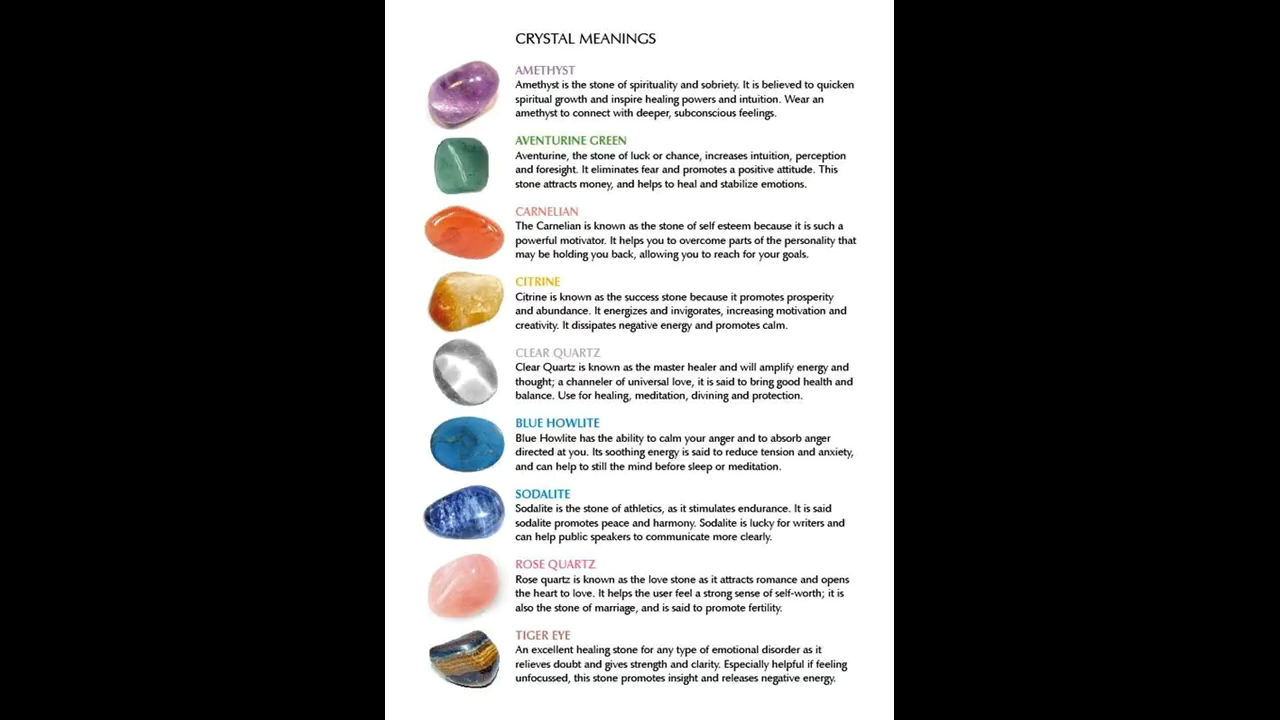 CRYSTAL MEANINGS
AMETHYST
Amethyst is the stone of spirituality and sobriety. It is believed to quicken
spiritual growth and inspire healing powers and intuition. Wear an
amethyst to connect with deeper, subconscious feelings.
AVENTURINE GREEN
Aventurine, the stone of luck or chance, increases intuition, perception
and foresight. It eliminates fear and promotes a positive attitude. This
stone attracts money, and helps to heal and stabilize emotions.
CARNELIAN
The Carnelian is known as the stone of self esteem because it is such a
powerful motivator. It helps you to overcome parts of the personality that
may be holding you back, allowing you to reach for your goals.
CITRINE
Citrine is known as the success stone because it promotes prosperity
and abundance. It energizes and invigorates, increasing motivation and
creativity. It dissipates negative energy and promotes calm.
CLEAR QUARTZ
Clear Quartz is known as the master healer and will amplify energy and
thought; a channeler of universal love, it is said to bring good health and
balance. Use for healing, meditation, divining and protection.
BLUE HOWLITE
Blue Howlite has the ability to calm your anger and to absorb anger
directed at you. Its soothing energy is said to reduce tension and anxiety,
and can help to still the mind before sleep or meditation.
SODALITE
Sodalite is the stone of athletics, as it stimulates endurance. It is said
sodalite promotes peace and harmony. Sodalite is lucky for writers and
can help public speakers to communicate more clearly.
ROSE QUARTZ
Rose quartz is known as the love stone as it attracts romance and opens
the heart to love. It helps the user feel a strong sense of self-worth; it is
also the stone of marriage, and is said to promote fertility.
TIGER EYE
An excellent healing stone for any type of emotional disorder as it
relieves doubt and gives strength and clarity. Especially helpful if feeling
unfocussed, this stone promotes insight and releases negative energy.